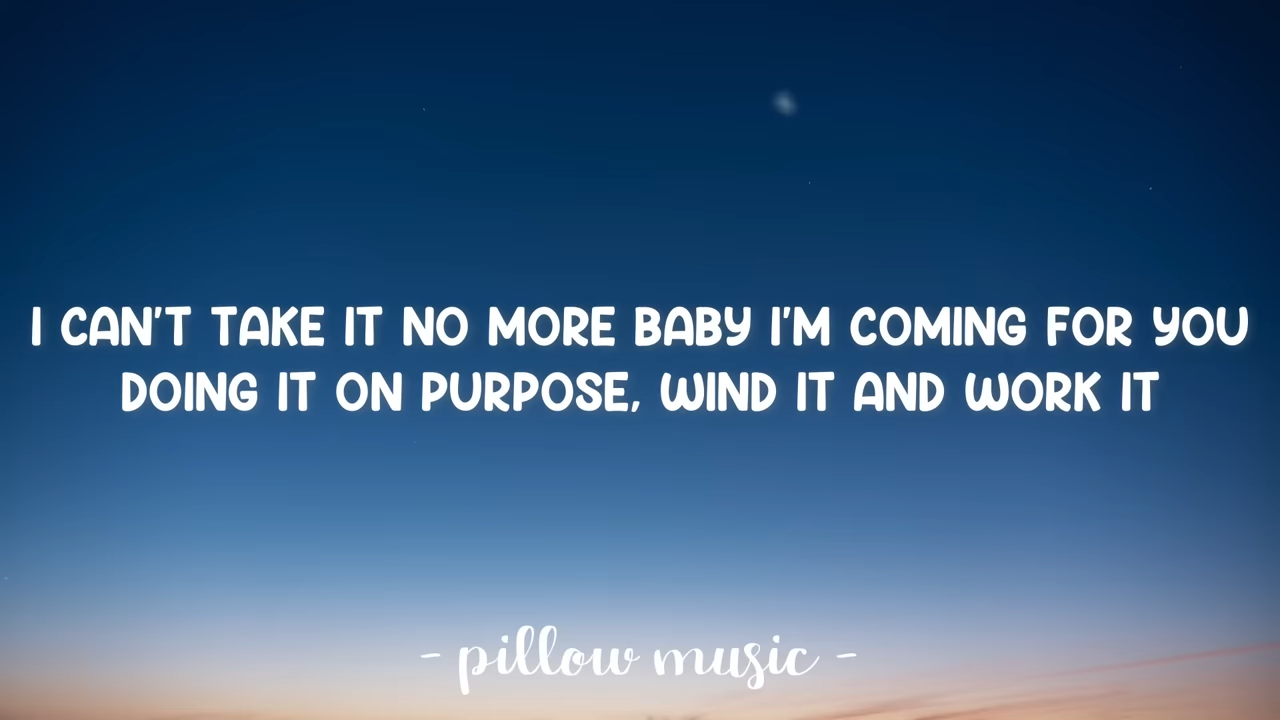 I CAN'T TAKE IT NO MORE BABY I'M COMING FOR YOU
DOING IT ON PURPOSE, WIND IT AND WORK IT
- pillow music -